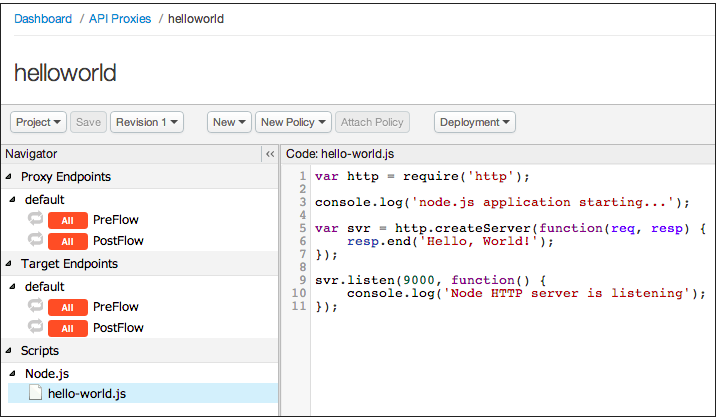 Dashboard / API Proxies / helloworld
helloworld
Project Save Revision 1 New New Policy Attach Policy Deployment
Navigator <<
Proxy Endpoints
default
All PreFlow
All PostFlow
Target Endpoints
default
All PreFlow
All PostFlow
Scripts
Node.js
hello-world.js
Code: hello-world.js
1 var http = require('http');
2
3 console.log('node.js application starting...');
4
5 var svr = http.createServer(function(req, resp) {
6     resp.end('Hello, World!');
7 });
8
9 svr.listen(9000, function() {
10     console.log('Node HTTP server is listening');
11 });